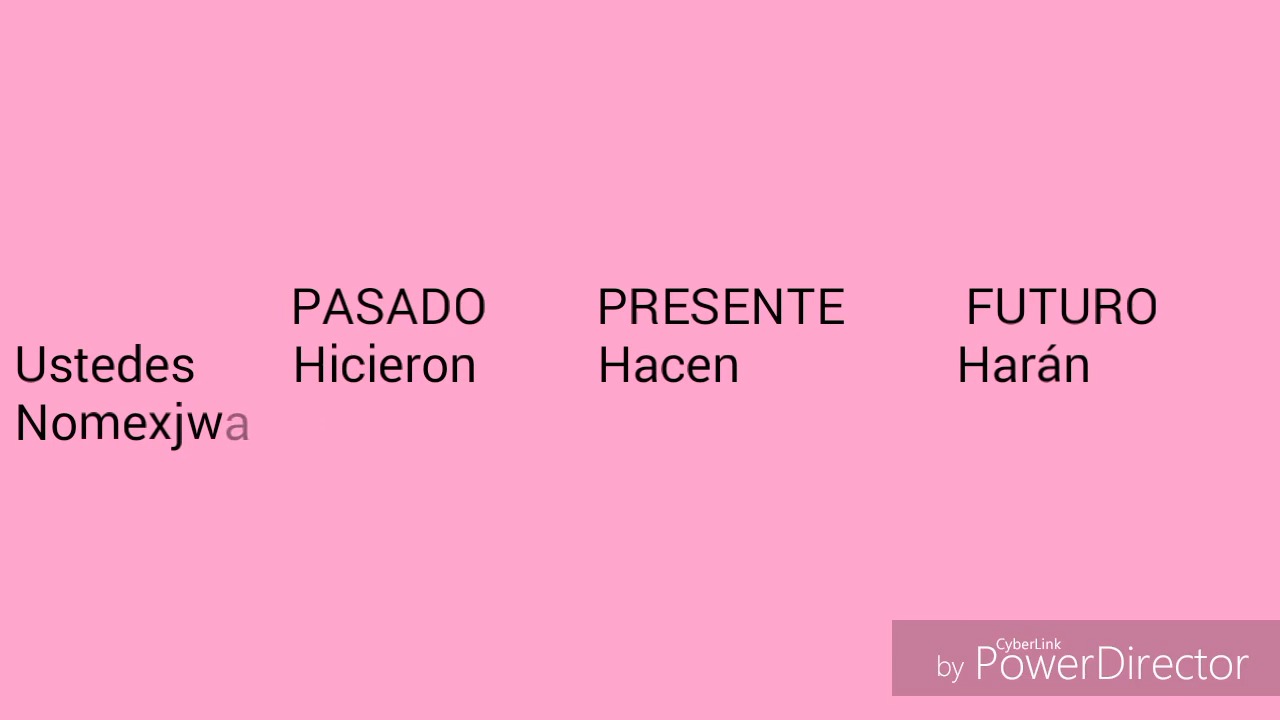 PASADO PRESENTE FUTURO
Ustedes Hicieron Hacen Harán
Nomexjwa
by CyberLink PowerDirector